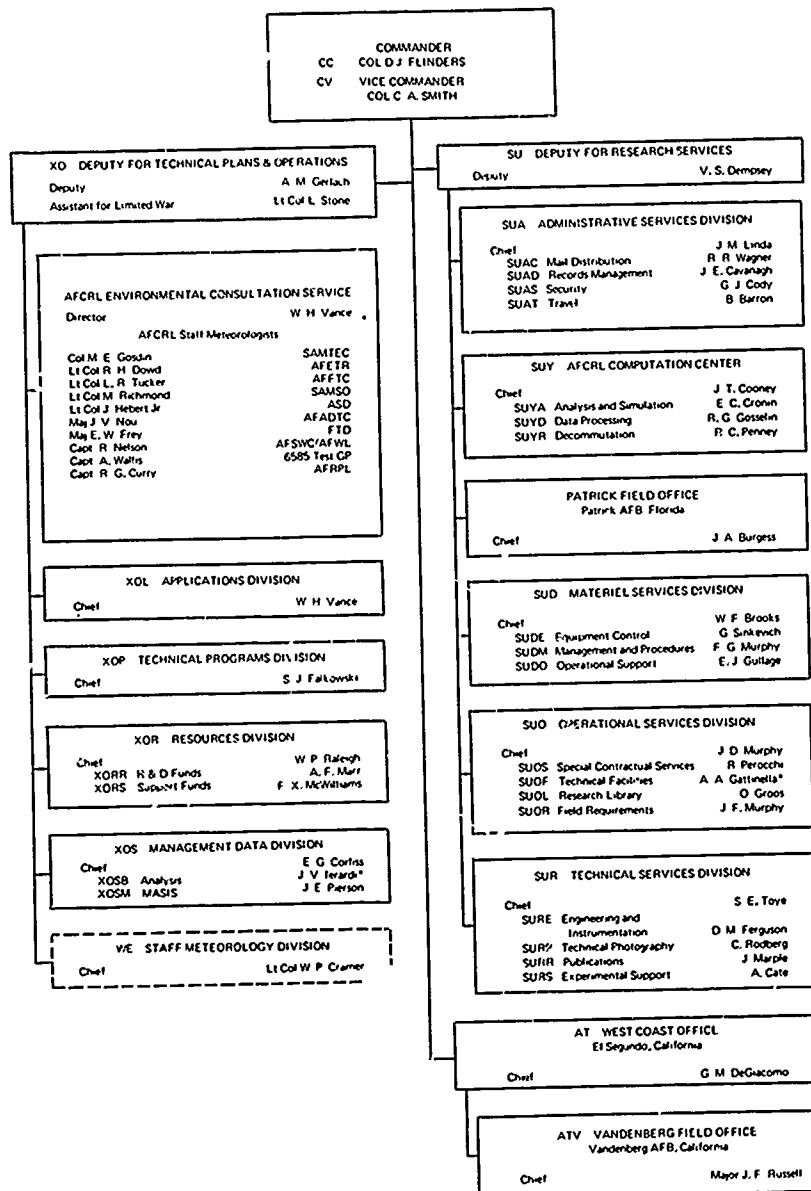 COMMANDER
CC COL D J. FLINDERS
CV VICE COMMANDER
COL C A. SMITH
XO DEPUTY FOR TECHNICAL PLANS & OPERATIONS
Deputy A M. Gerlach
Assistant for Limited War Lt Col L. Stone
AFCRL ENVIRONMENTAL CONSULTATION SERVICE
Director W H. Vance
AFCRL Staff Meteorologists
Col M E Gosdin SAMTEC
Lt Col R H Dowd AFETR
Lt Col L. R Tucker AFFTC
Lt Col M. Richmond SAMSO
Lt Col J. Hebert Jr ASD
Maj J. V Nou AFADTC
Maj E. W Frey FTD
Capt R Nelson AFSWC/AFWL
Capt A. Wallis 6585 Test GP
Capt R G. Curry AFRPL
XOL APPLICATIONS DIVISION
Chief W H Vance
XOP TECHNICAL PROGRAMS DIVISION
Chief S J Falkowski
XOR RESOURCES DIVISION
Chief W P. Raleigh
XORR R & D Funds A. F. Marr
XORS Support Funds F X. McWilliams
XOS MANAGEMENT DATA DIVISION
Chief E G Corliss
XOSB Analysis J V Ierardi*
XOSM MASIS J E Pierson
WE STAFF METEOROLOGY DIVISION
Chief Lt Col W P. Cramer
SU DEPUTY FOR RESEARCH SERVICES
Deputy V. S. Dempsey
SUA ADMINISTRATIVE SERVICES DIVISION
Chief J M. Linda
SUAC Mail Distribution R R Wagner
SUAD Records Management J E. Cavanagh
SUAS Security G J Cody
SUAT Travel B Barron
SUY AFCRL COMPUTATION CENTER
Chief J T. Cooney
SUYA Analysis and Simulation E C. Cronin
SUYD Data Processing R. G Gosselin
SUYR Decommutation R C. Penney
PATRICK FIELD OFFICE
Patrick AFB Florida
Chief J A Burgess
SUD MATERIEL SERVICES DIVISION
Chief W F Brooks
SUDE Equipment Control G Sinkevich
SUDM Management and Procedures F G Murphy
SUDO Operational Support E. J Gullage
SUO OPERATIONAL SERVICES DIVISION
Chief J D Murphy
SUOS Special Contractual Services R Perocchi
SUOF Technical Facilities A A Gattinella*
SUOL Research Library O Groos
SUOR Field Requirements J F. Murphy
SUR TECHNICAL SERVICES DIVISION
Chief S E. Toye
SURE Engineering and
Instrumentation D M. Ferguson
Technical Photography C. Rodberg
SURR Publications J Marple
SURS Experimental Support A. Cate
AT WEST COAST OFFICE
El Segundo, California
Chief G M DeGiacomo
ATV VANDENBERG FIELD OFFICE
Vandenberg AFB, California
Chief Major J. F Russell